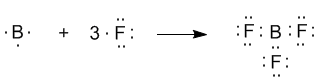 ·B· + 3 ·F: ⟶ :F:B:F:
F